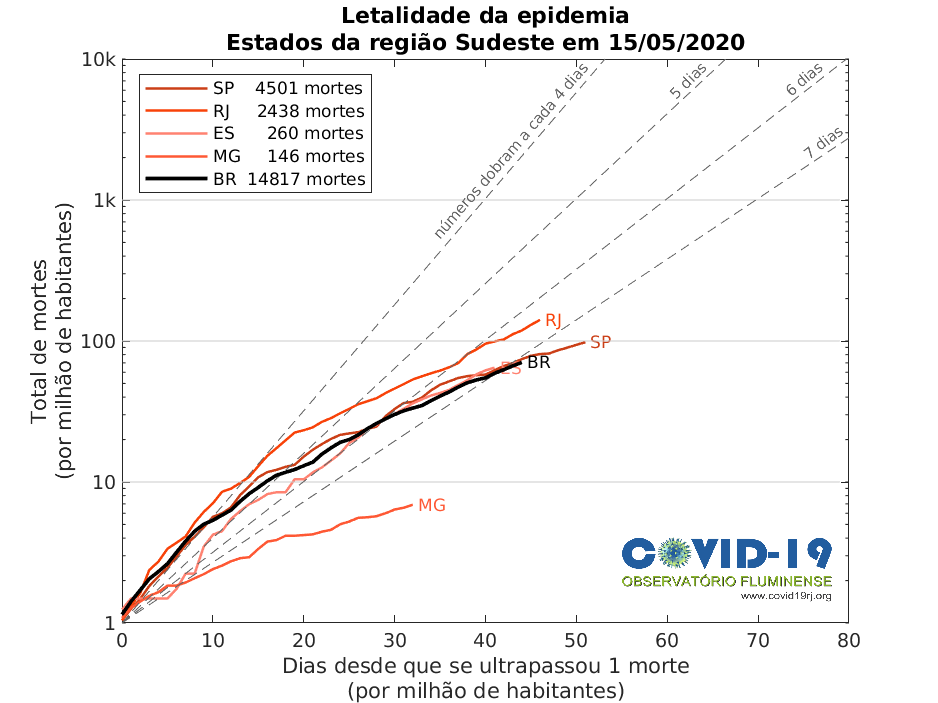 Letalidade da epidemia
Estados da região Sudeste em 15/05/2020
SP 4501 mortes
RJ 2438 mortes
ES 260 mortes
MG 146 mortes
BR 14817 mortes
números dobram a cada 4 dias
5 dias
6 dias
7 dias
10k
1k
100
10
1
Total de mortes
(por milhão de habitantes)
RJ
SP
BR
ES
MG
COVID-19
OBSERVATÓRIO FLUMINENSE
www.covid19rj.org
0 10 20 30 40 50 60 70 80
Dias desde que se ultrapassou 1 morte
(por milhão de habitantes)